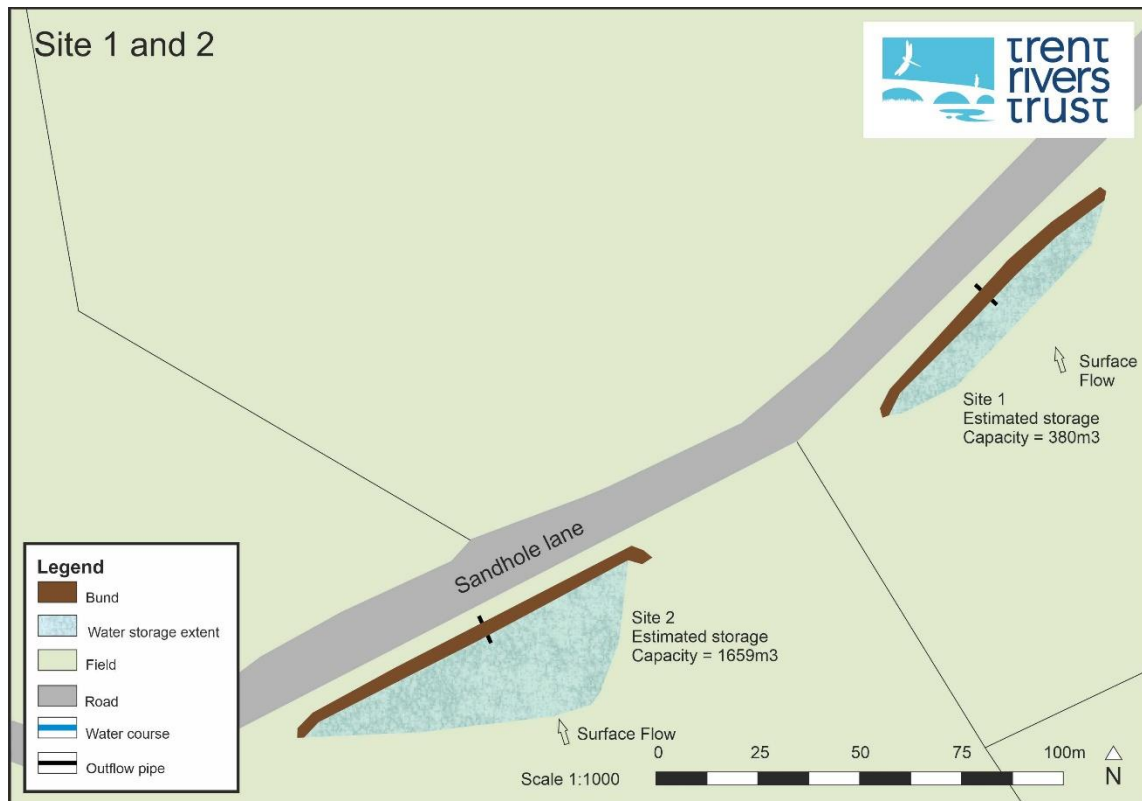 Site 1 and 2
trent
rivers
trust
Surface
Flow
Site 1
Estimated storage
Capacity = 380m3
Sandhole lane
Site 2
Estimated storage
Capacity = 1659m3
Surface Flow
Legend
Bund
Water storage extent
Field
Road
Water course
Outflow pipe
0 25 50 75 100m
Scale 1:1000
N